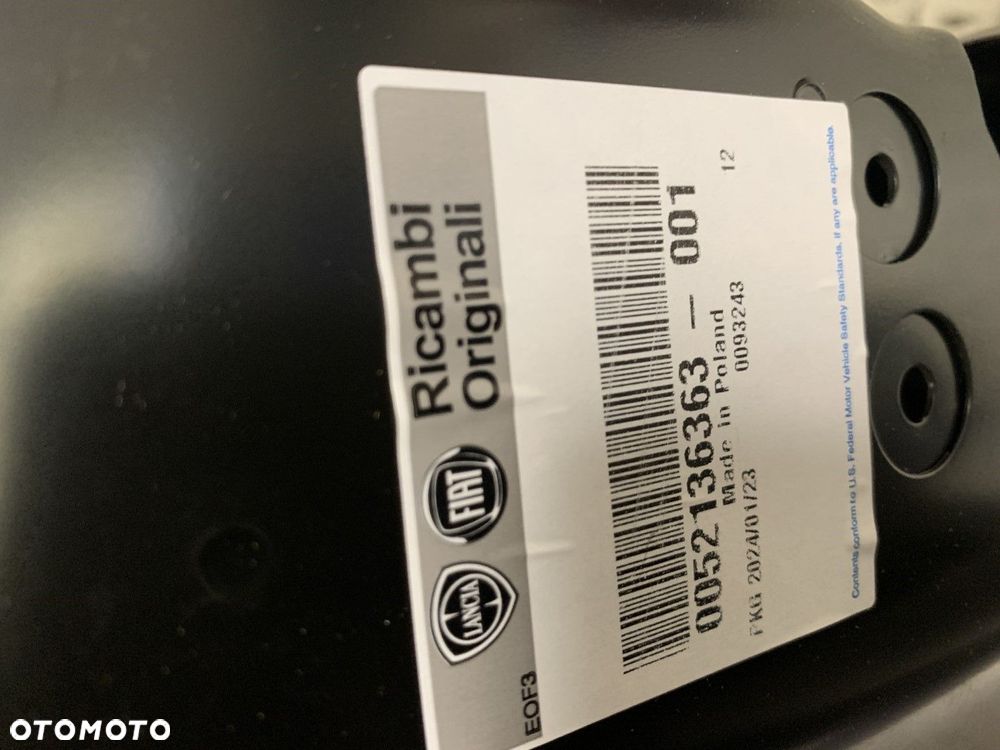 Ricambi
Originali
LANCIA
FIAT
EOF3
0052136363 – 001
Made in Poland
12
PKG 2024/01/23
0093243
Contents conform to U.S. Federal Motor Vehicle Safety Standards, if any are applicable.
OTOMOTO